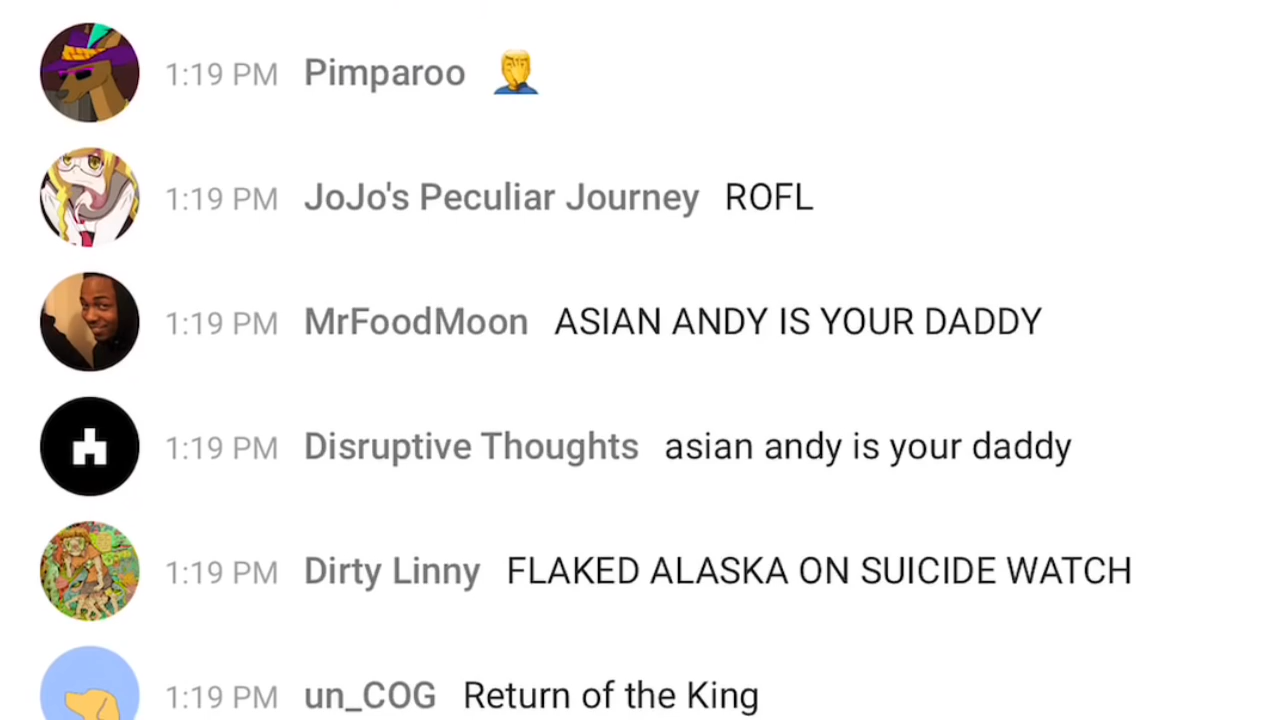 1:19 PM Pimparoo 🤦
1:19 PM JoJo's Peculiar Journey ROFL
1:19 PM MrFoodMoon ASIAN ANDY IS YOUR DADDY
1:19 PM Disruptive Thoughts asian andy is your daddy
1:19 PM Dirty Linny FLAKED ALASKA ON SUICIDE WATCH
1:19 PM un_COG Return of the King